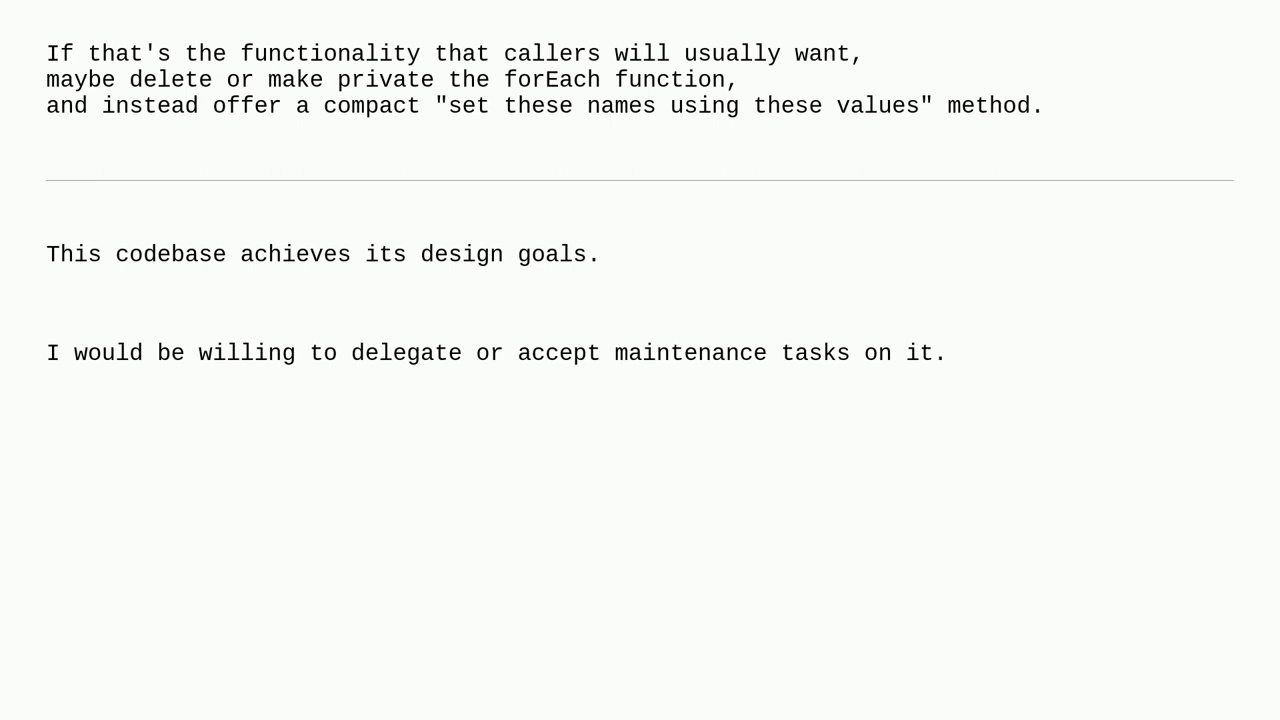 If that's the functionality that callers will usually want,
maybe delete or make private the forEach function,
and instead offer a compact "set these names using these values" method.
This codebase achieves its design goals.
I would be willing to delegate or accept maintenance tasks on it.